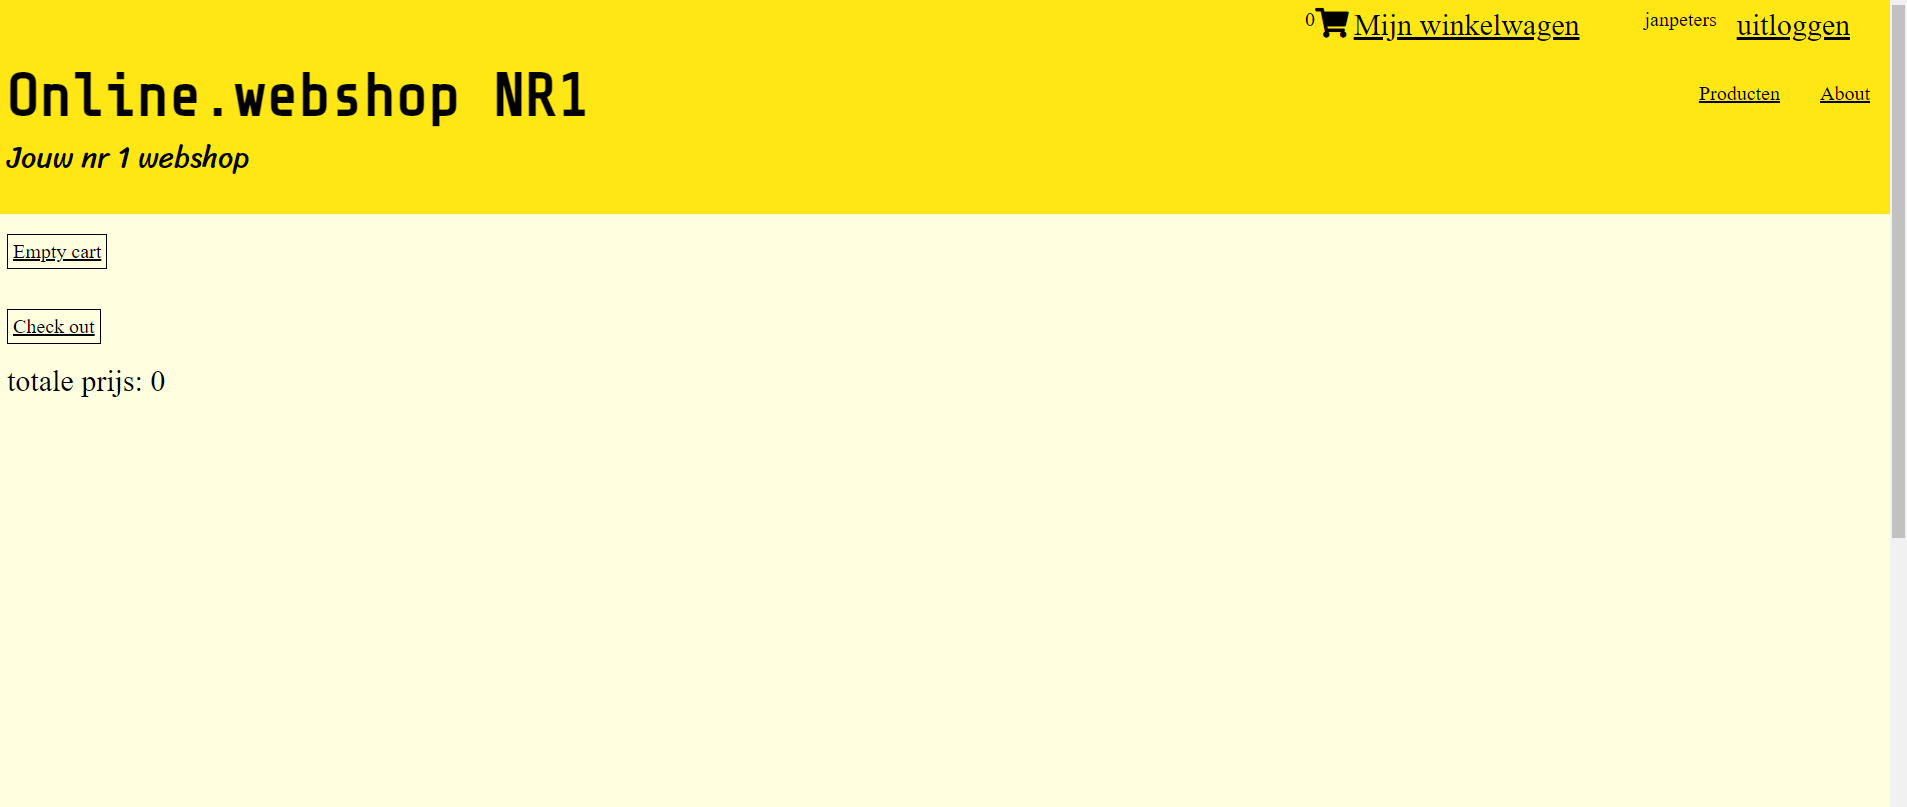 0 Mijn winkelwagen janpeters uitloggen
Online.webshop NR1
Producten About
Jouw nr 1 webshop
Empty cart
Check out
totale prijs: 0